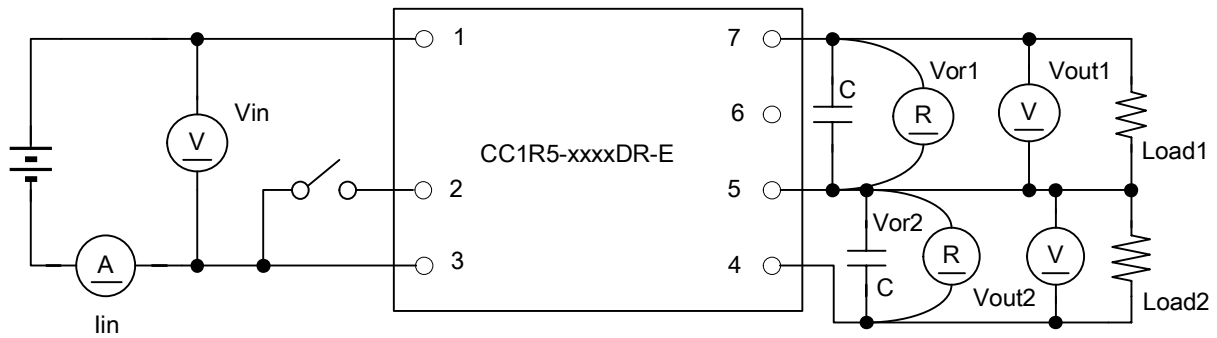 1
7
Vor1
Vout1
Vin
C
6
V
R
V
CC1R5-xxxxDR-E
Load1
2
5
Vor2
3
4
A
R
V
C
Vout2
Load2
Iin